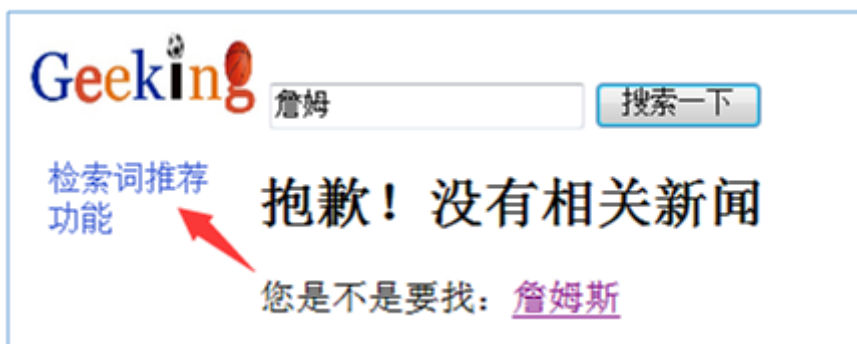 Geeking
詹姆
搜索一下
检索词推荐
功能
抱歉！没有相关新闻
您是不是要找：詹姆斯